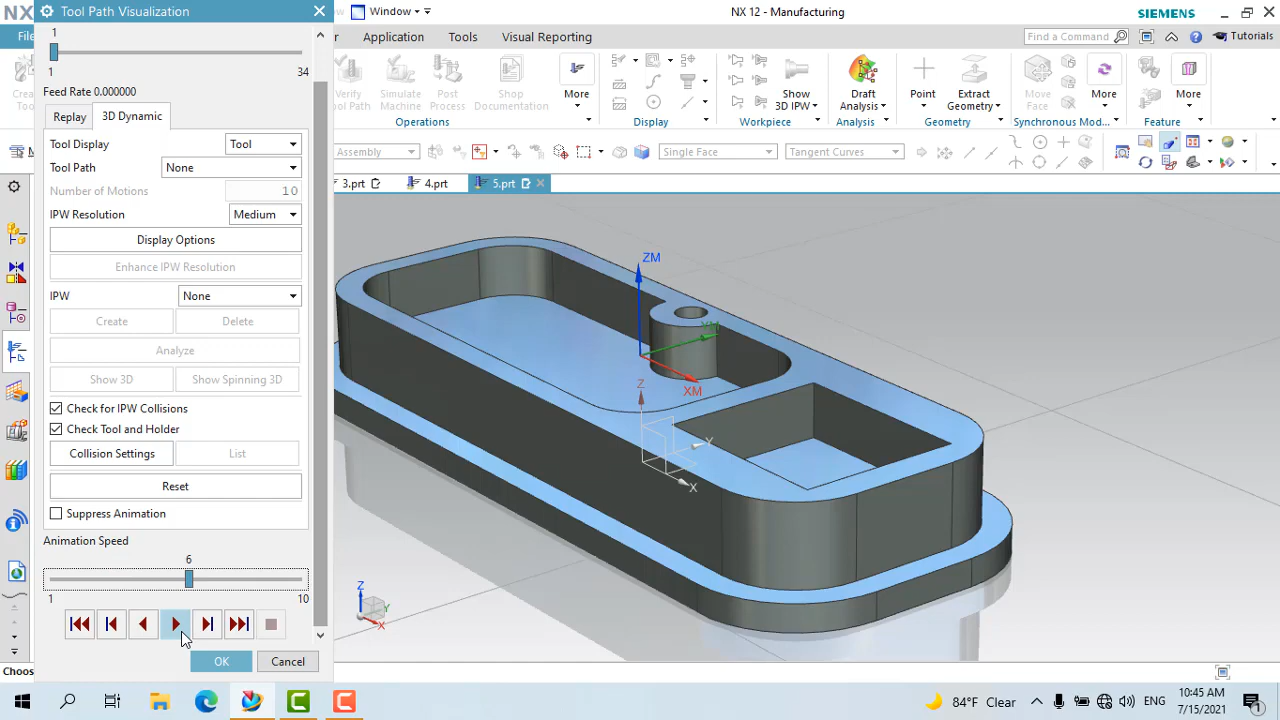 NX
Tool Path Visualization
Window
NX 12 - Manufacturing
SIEMENS
Application
Tools
Visual Reporting
Find a Command
Tutorials
1
1
34
Feed Rate 0.000000
Replay
3D Dynamic
Tool Display
Tool
Tool Path
None
Number of Motions
10
IPW Resolution
Medium
Display Options
Enhance IPW Resolution
IPW
None
Create
Delete
Analyze
Show 3D
Show Spinning 3D
Check for IPW Collisions
Check Tool and Holder
Collision Settings
List
Reset
Suppress Animation
Animation Speed
6
1
10
OK
Cancel
Verify
Tool Path
Simulate
Machine
Post
Process
Shop
Documentation
More
Operations
Display
Show
3D IPW
Workpiece
Draft
Analysis
Analysis
Point
Extract
Geometry
Geometry
Move
Face
More
Synchronous Mod...
More
Feature
Assembly
Single Face
Tangent Curves
3.prt
4.prt
5.prt
ZM
YM
XM
Z
Y
X
Z
Y
X
Choos
84°F Clear
ENG
10:45 AM
7/15/2021
1